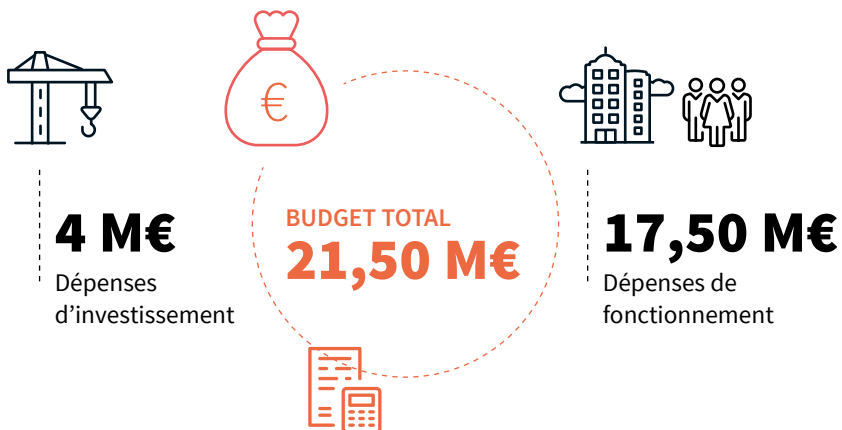 €
4 M€
Dépenses
d’investissement
BUDGET TOTAL
21,50 M€
17,50 M€
Dépenses de
fonctionnement